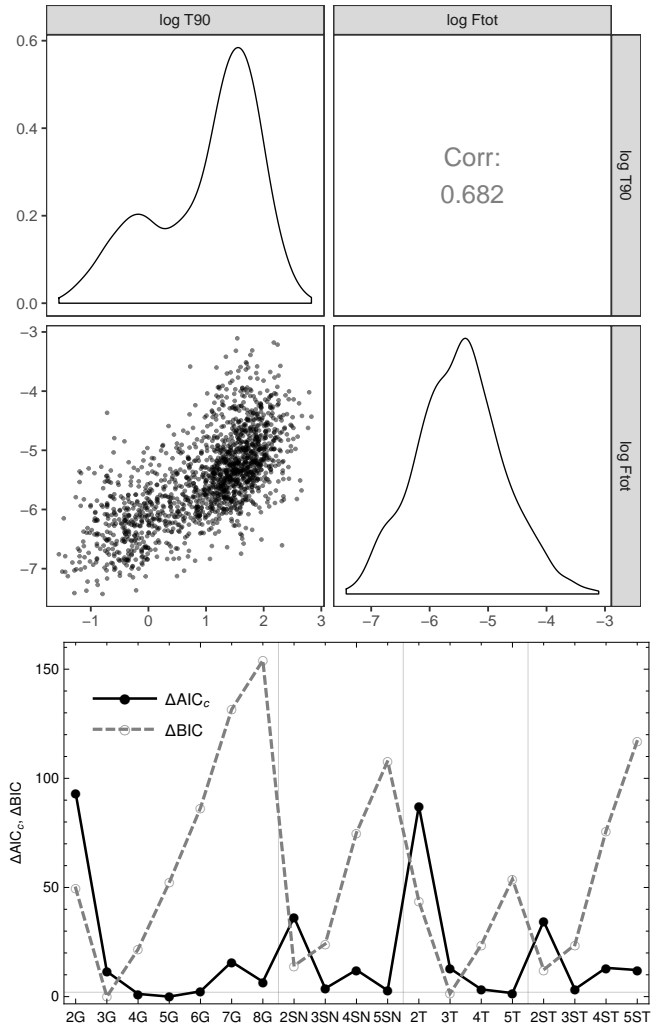 log T90
log Ftot
0.6
0.4
0.2
0.0
Corr:
0.682
log T90
−3
−4
−5
−6
−7
log Ftot
−1 0 1 2 3
−7 −6 −5 −4 −3
150
100
50
0
ΔAICc, ΔBIC
ΔAICc
ΔBIC
2G 3G 4G 5G 6G 7G 8G 2SN 3SN 4SN 5SN 2T 3T 4T 5T 2ST 3ST 4ST 5ST